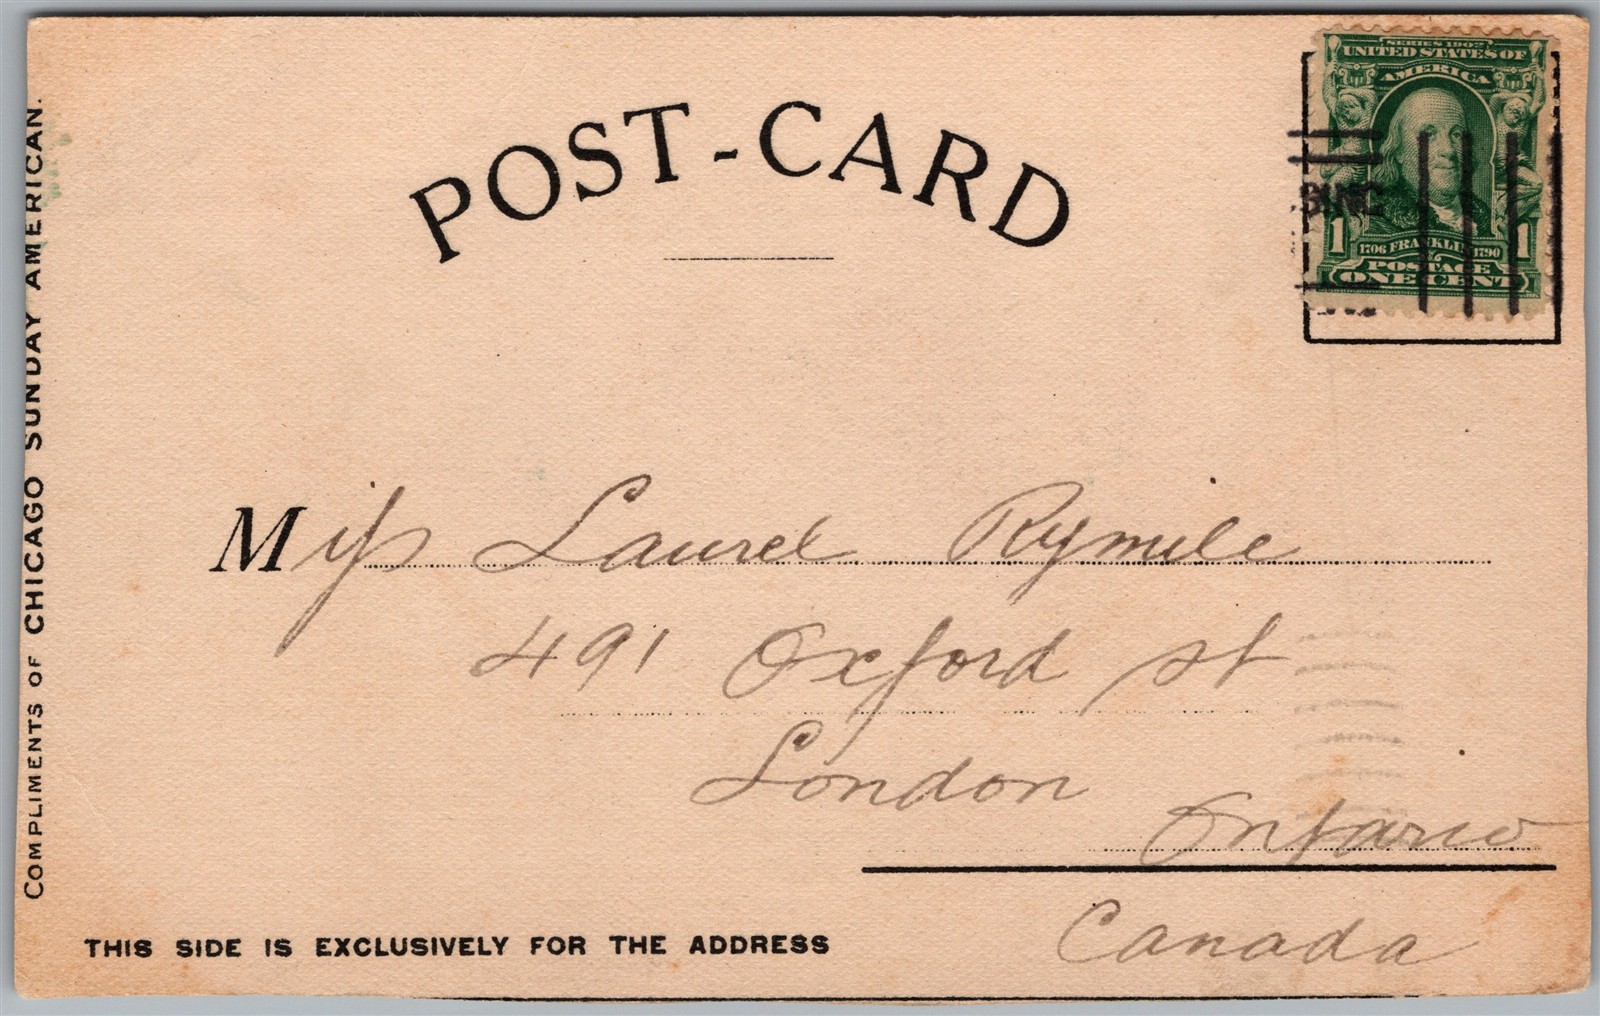 POST-CARD
SERIES 1902
UNITED STATES OF
AMERICA
1 1706 FRANKLIN 1790 1
POSTAGE
ONE CENT
COMPLIMENTS OF CHICAGO SUNDAY AMERICAN.
Miss Laurel Rymile
491 Oxford st
London
Ontario
Canada
THIS SIDE IS EXCLUSIVELY FOR THE ADDRESS